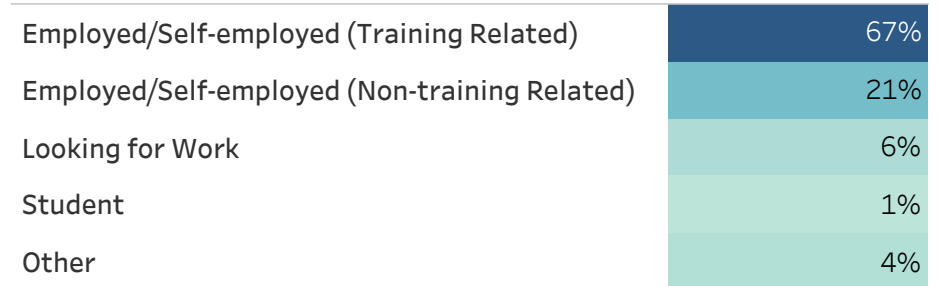 Employed/Self-employed (Training Related) 67%
Employed/Self-employed (Non-training Related) 21%
Looking for Work 6%
Student 1%
Other 4%